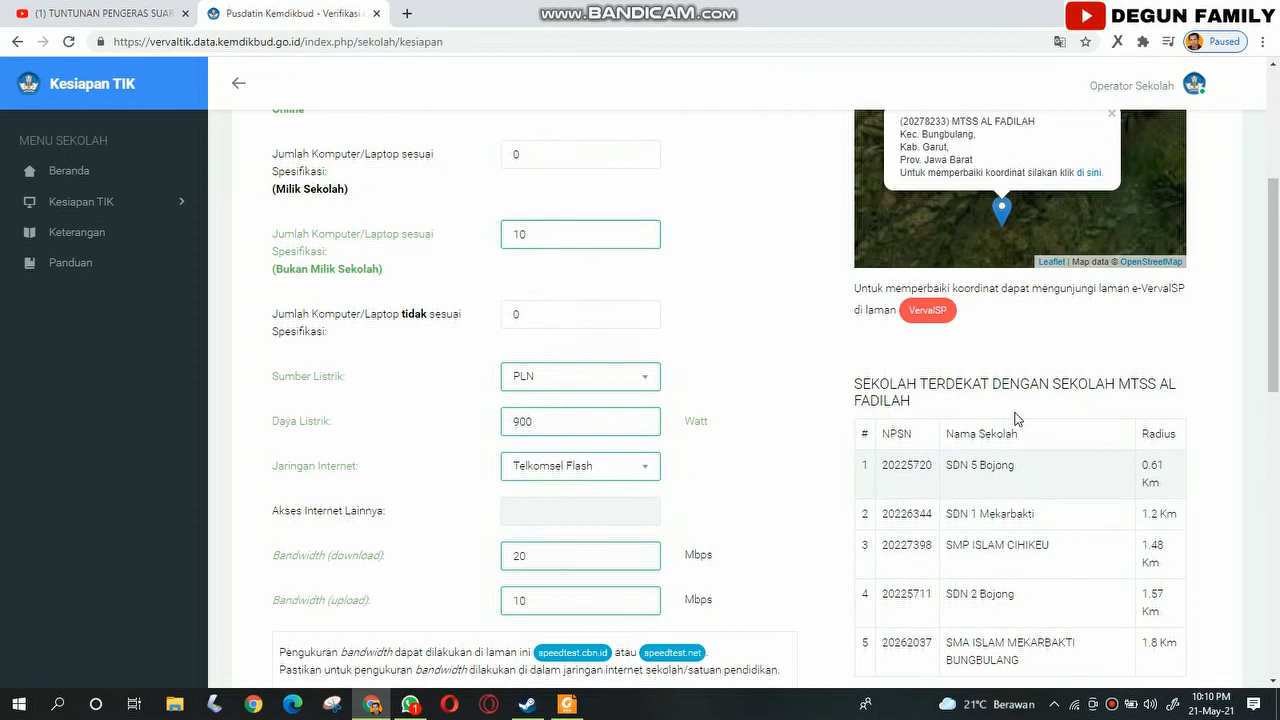 (1) TUNTUNAN PENGERAS SUAR
Pusdatin Kemdikbud - Verifikasi
www.BANDICAM.com
DEGUN FAMILY
https://vervaltik.data.kemdikbud.go.id/index.php/sekolah/kesiapan
Paused
Kesiapan TIK
Operator Sekolah
MENU SEKOLAH
Beranda
Kesiapan TIK
Keterangan
Panduan
Online
Jumlah Komputer/Laptop sesuai
Spesifikasi:
(Milik Sekolah)
0
Jumlah Komputer/Laptop sesuai
Spesifikasi:
(Bukan Milik Sekolah)
10
Jumlah Komputer/Laptop tidak sesuai
Spesifikasi:
0
Sumber Listrik:
PLN
Daya Listrik:
900
Watt
Jaringan Internet:
Telkomsel Flash
Akses Internet Lainnya:
Bandwidth (download):
20
Mbps
Bandwidth (upload):
10
Mbps
Pengukuran bandwidth dapat dilakukan di laman ini speedtest.cbn.id atau speedtest.net.
Pastikan untuk pengukuran bandwidth dilakukan di dalam jaringan internet sekolah/satuan pendidikan.
(20278233) MTSS AL FADILAH
Kec. Bungbulang,
Kab. Garut,
Prov. Jawa Barat
Untuk memperbaiki koordinat silakan klik di sini.
Leaflet | Map data © OpenStreetMap
Untuk memperbaiki koordinat dapat mengunjungi laman e-VervalSP
di laman VervalSP
SEKOLAH TERDEKAT DENGAN SEKOLAH MTSS AL
FADILAH
# NPSN Nama Sekolah Radius
1 20225720 SDN 5 Bojong 0.61
Km
2 20226344 SDN 1 Mekarbakti 1.2 Km
3 20227398 SMP ISLAM CIHIKEU 1.48
Km
4 20225711 SDN 2 Bojong 1.57
Km
5 20262037 SMA ISLAM MEKARBAKTI 1.8 Km
BUNGBULANG
21°C Berawan
10:10 PM
21-May-21